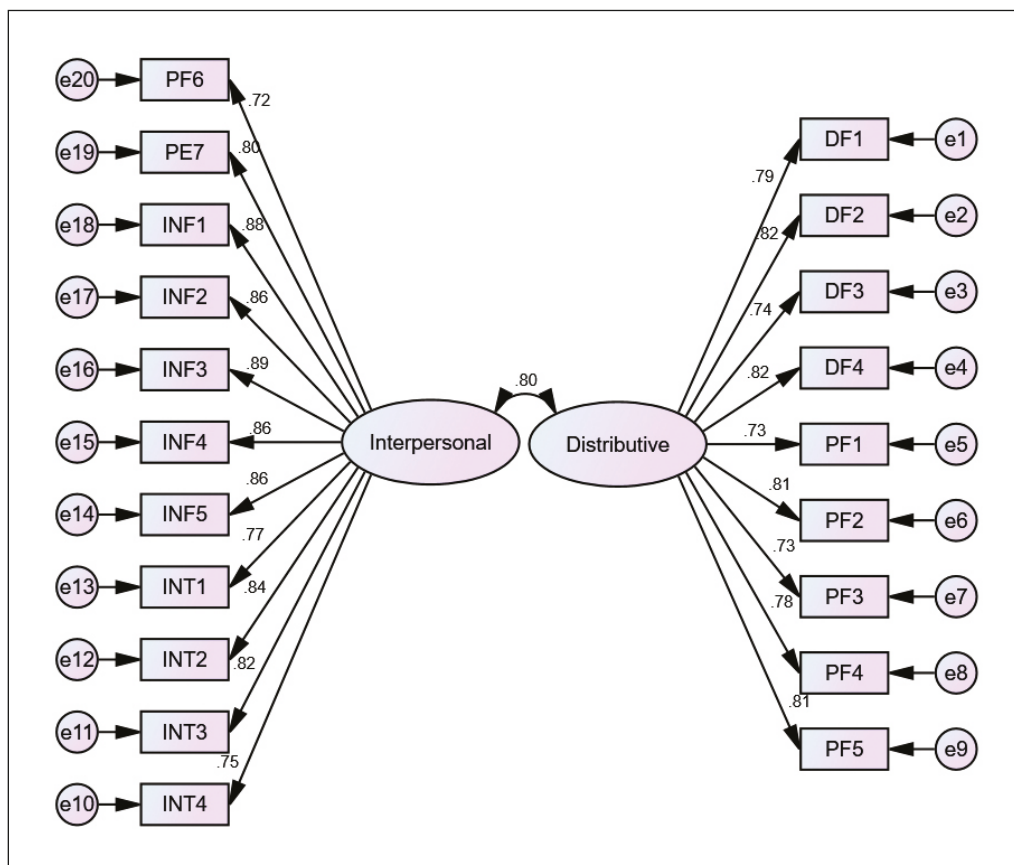 e20
PF6
.72
e19
PE7
.80
e18
INF1
.88
e17
INF2
.86
e16
INF3
.89
e15
INF4
.86
e14
INF5
.86
e13
INT1
.77
e12
INT2
.84
e11
INT3
.82
e10
INT4
.75
Interpersonal
.80
Distributive
.79
DF1
e1
.82
DF2
e2
.74
DF3
e3
.82
DF4
e4
.73
PF1
e5
.81
PF2
e6
.73
PF3
e7
.78
PF4
e8
.81
PF5
e9